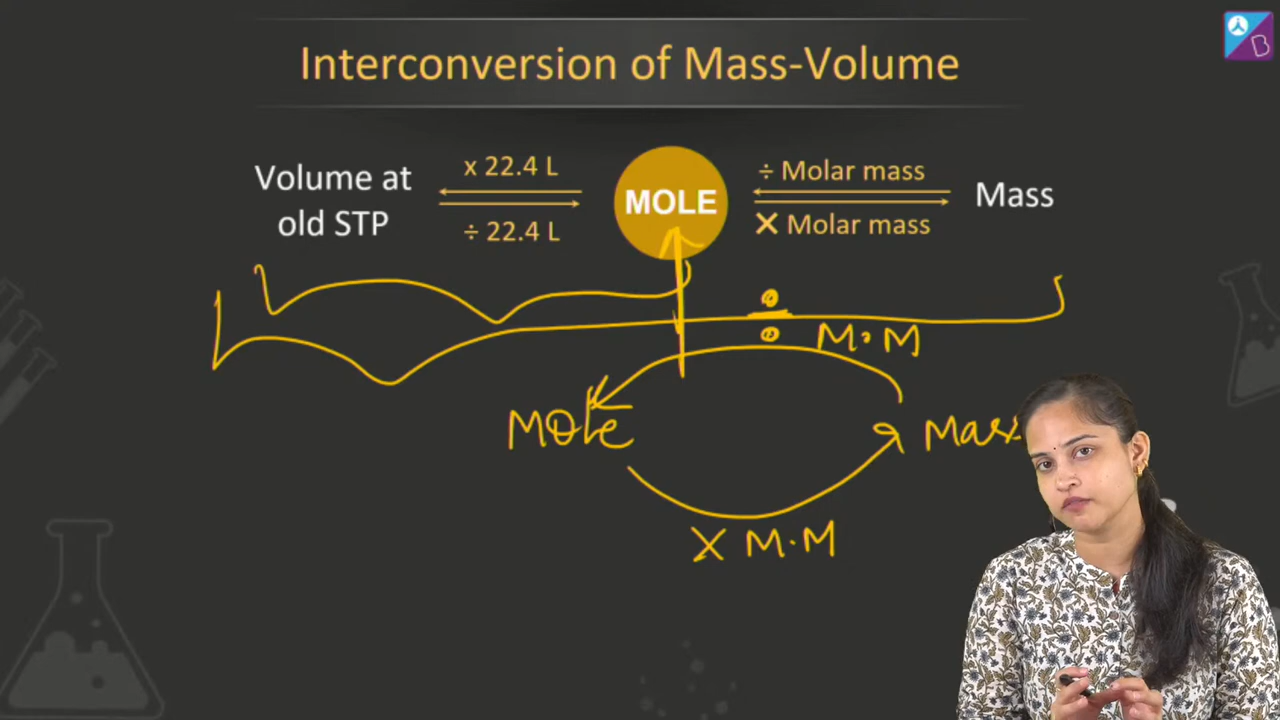 Interconversion of Mass-Volume
Volume at
old STP
x 22.4 L
÷ 22.4 L
MOLE
÷ Molar mass
× Molar mass
Mass
÷ M.M
Mole
Mass
X M.M
B